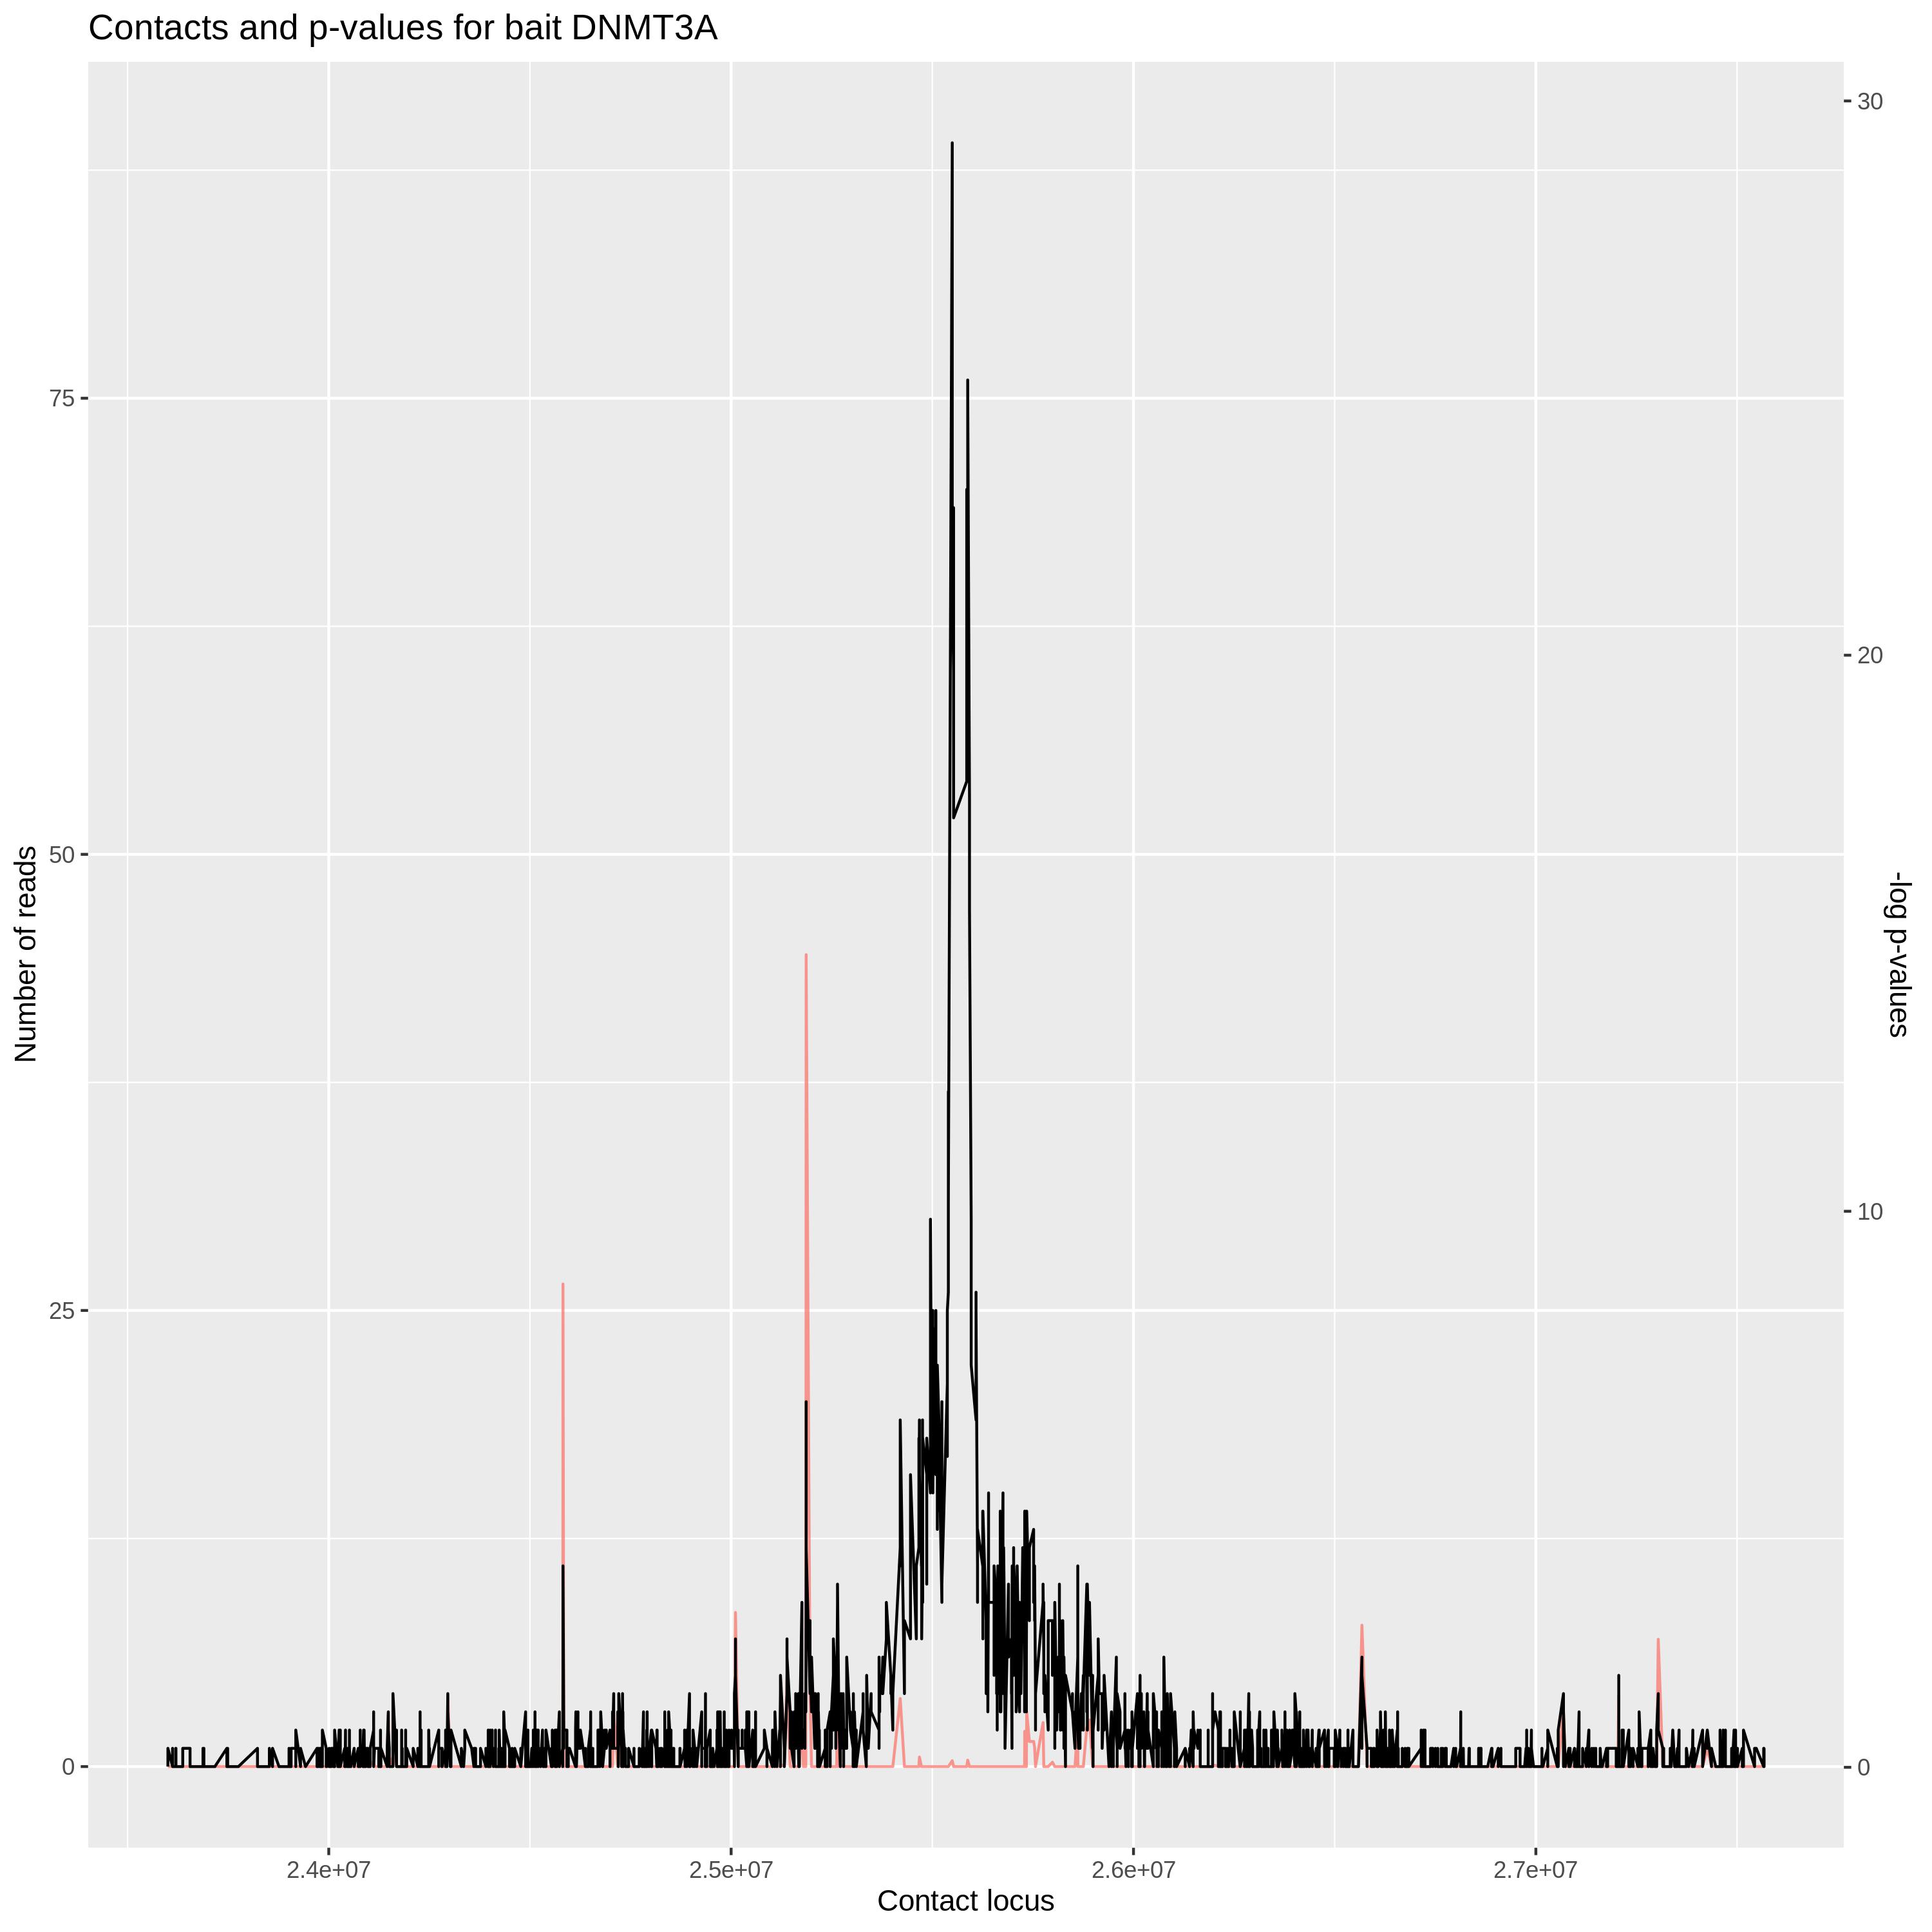 Contacts and p-values for bait DNMT3A
30
75
20
50
Number of reads
-log p-values
10
25
0
0
2.4e+07
2.5e+07
2.6e+07
2.7e+07
Contact locus